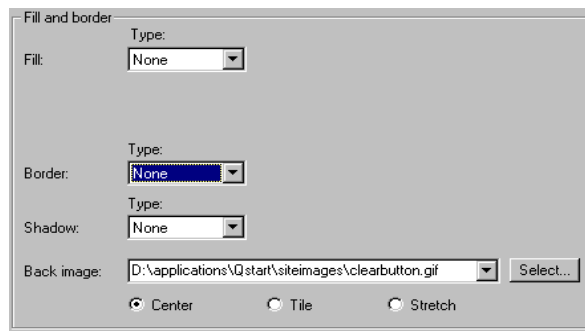 Fill and border
Type:
Fill: None
Type:
Border: None
Type:
Shadow: None
Back image: D:\applications\Qstart\siteimages\clearbutton.gif Select...
Center Tile Stretch